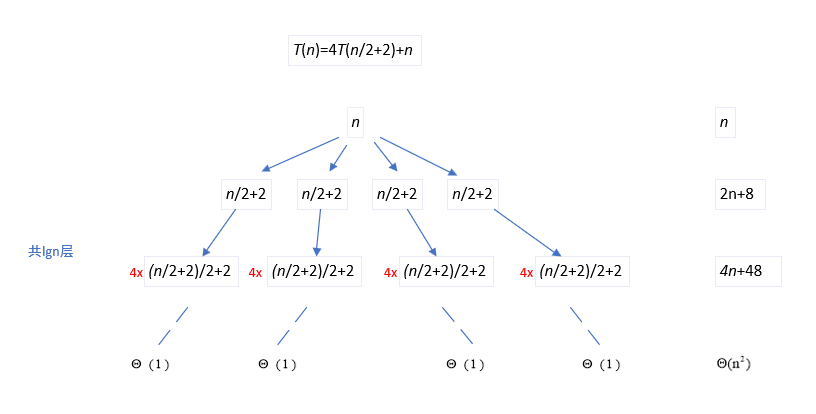 T(n)=4T(n/2+2)+n
n n
n/2+2 n/2+2 n/2+2 n/2+2 2n+8
共lgn层
4x (n/2+2)/2+2 4x (n/2+2)/2+2 4x (n/2+2)/2+2 4x (n/2+2)/2+2 4n+48
Θ（1） Θ（1） Θ（1） Θ（1） Θ(n²)